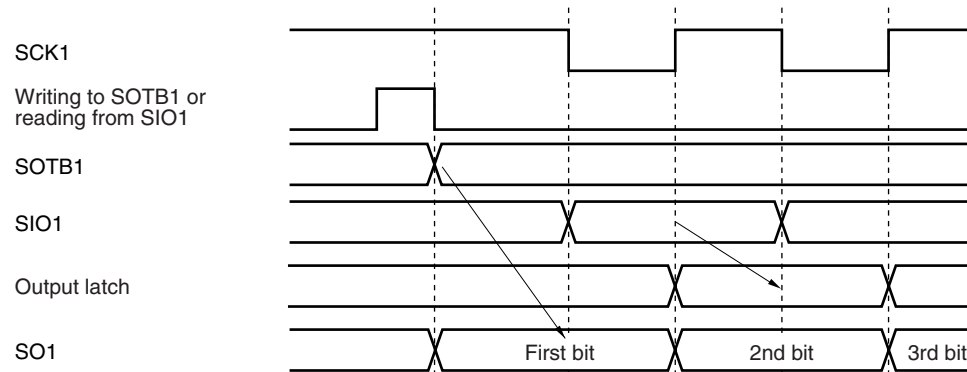 SCK1
Writing to SOTB1 or
reading from SIO1
SOTB1
SIO1
Output latch
SO1
First bit
2nd bit
3rd bit